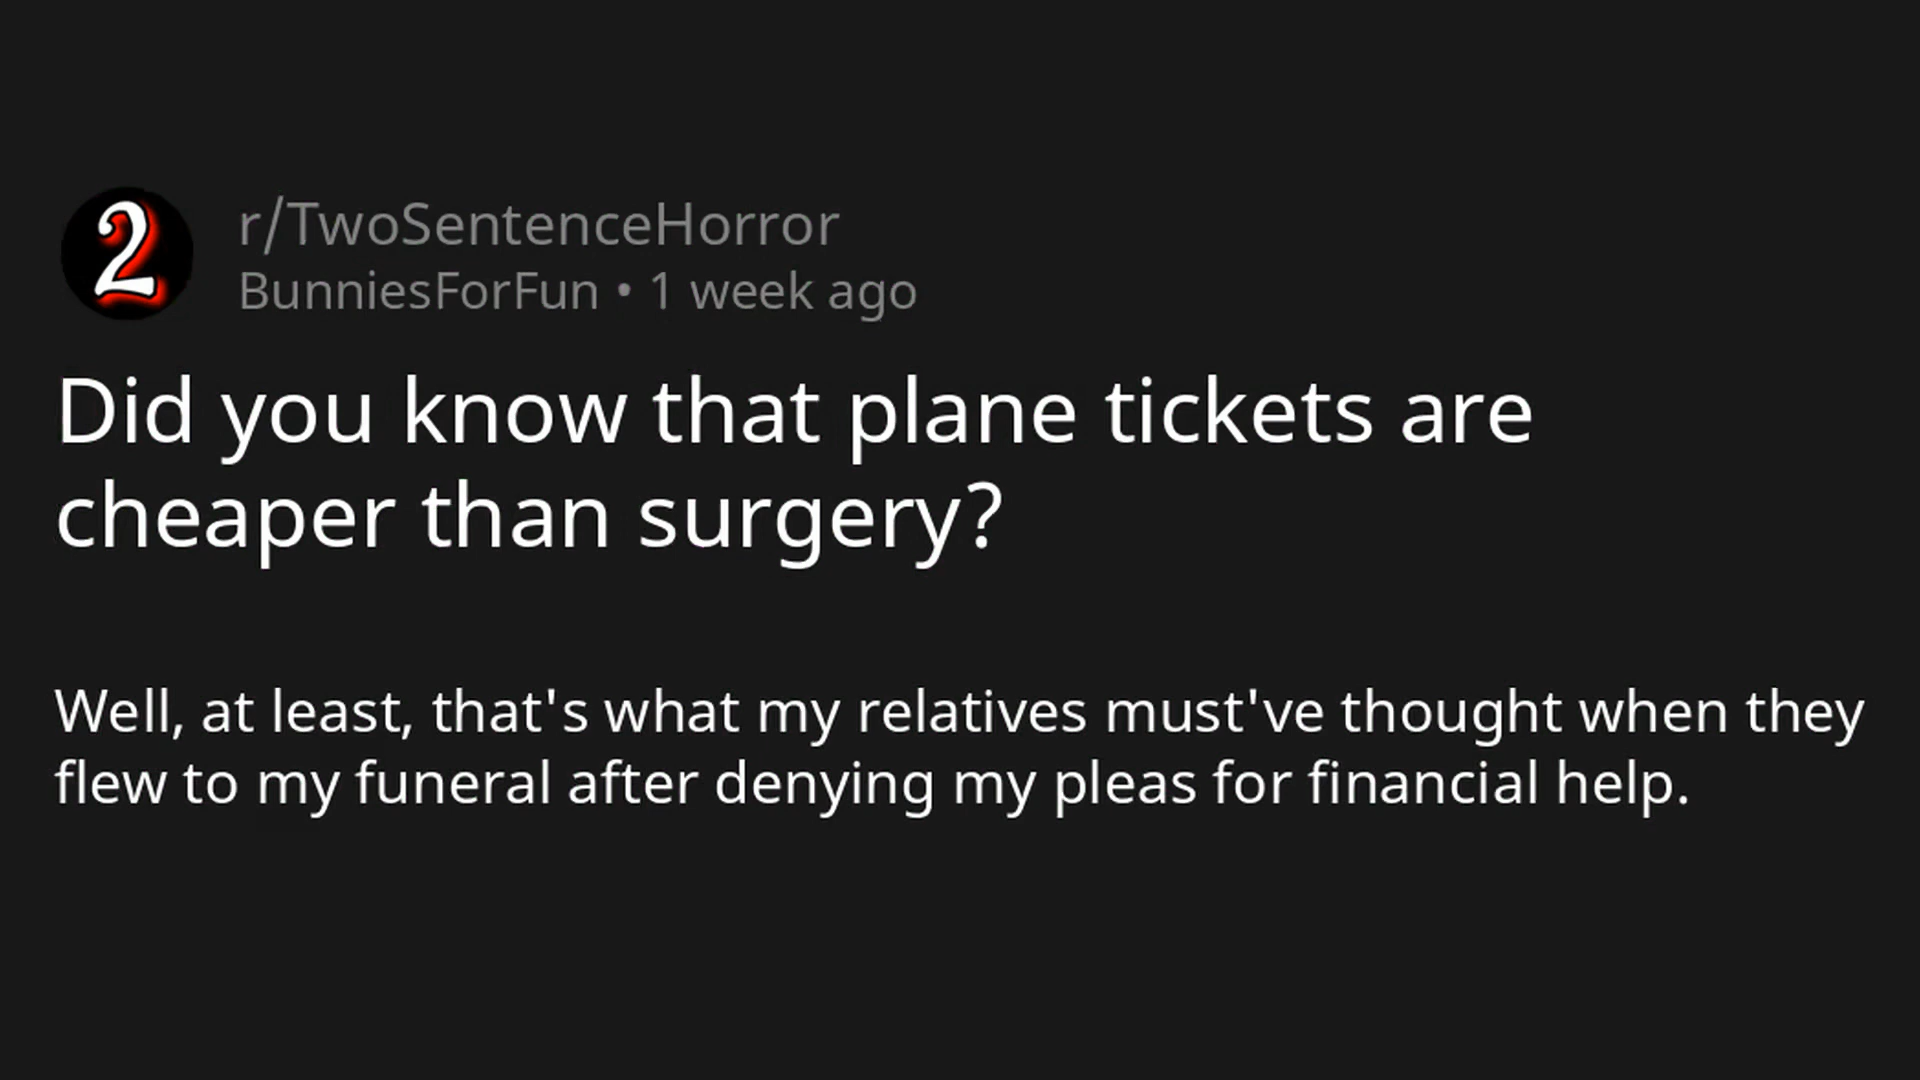 2
r/TwoSentenceHorror
BunniesForFun • 1 week ago
Did you know that plane tickets are
cheaper than surgery?
Well, at least, that's what my relatives must've thought when they
flew to my funeral after denying my pleas for financial help.